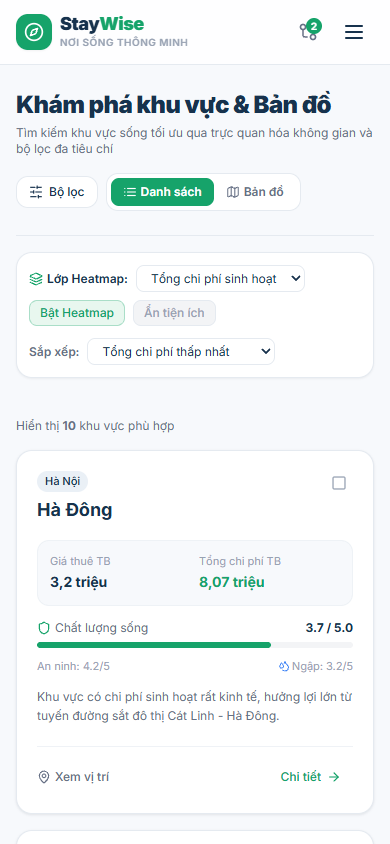 StayWise
NƠI SỐNG THÔNG MINH
2
Khám phá khu vực & Bản đồ
Tìm kiếm khu vực sống tối ưu qua trực quan hóa không gian và
bộ lọc đa tiêu chí
Bộ lọc
Danh sách
Bản đồ
Lớp Heatmap:
Tổng chi phí sinh hoạt
Bật Heatmap
Ẩn tiện ích
Sắp xếp:
Tổng chi phí thấp nhất
Hiển thị 10 khu vực phù hợp
Hà Nội
Hà Đông
Giá thuê TB
Tổng chi phí TB
3,2 triệu
8,07 triệu
Chất lượng sống
3.7 / 5.0
An ninh: 4.2/5
Ngập: 3.2/5
Khu vực có chi phí sinh hoạt rất kinh tế, hưởng lợi lớn từ
tuyến đường sắt đô thị Cát Linh - Hà Đông.
Xem vị trí
Chi tiết